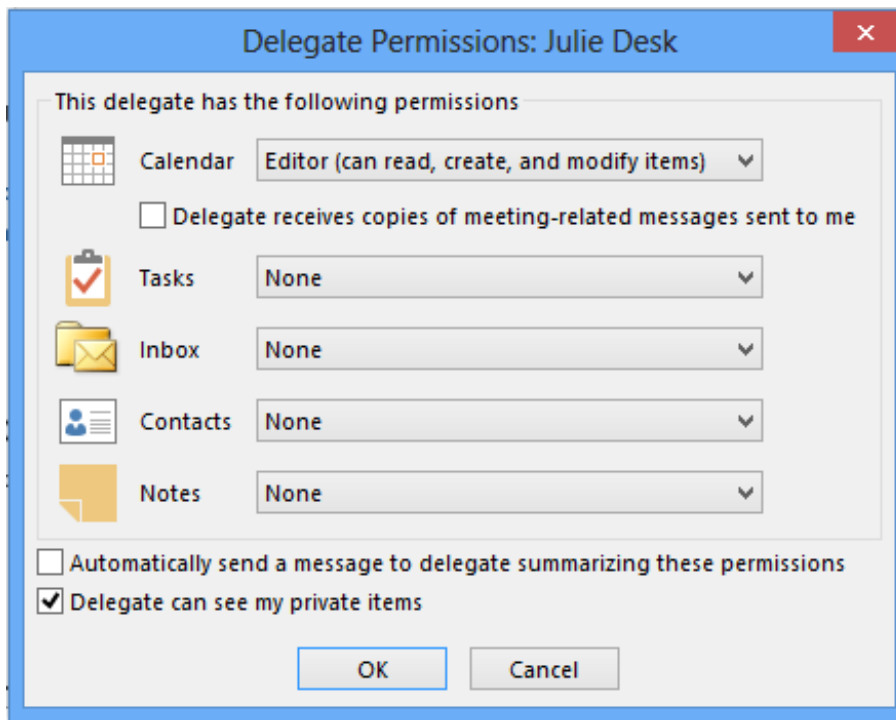 Delegate Permissions: Julie Desk
This delegate has the following permissions
Calendar Editor (can read, create, and modify items)
Delegate receives copies of meeting-related messages sent to me
Tasks None
Inbox None
Contacts None
Notes None
Automatically send a message to delegate summarizing these permissions
Delegate can see my private items
OK Cancel